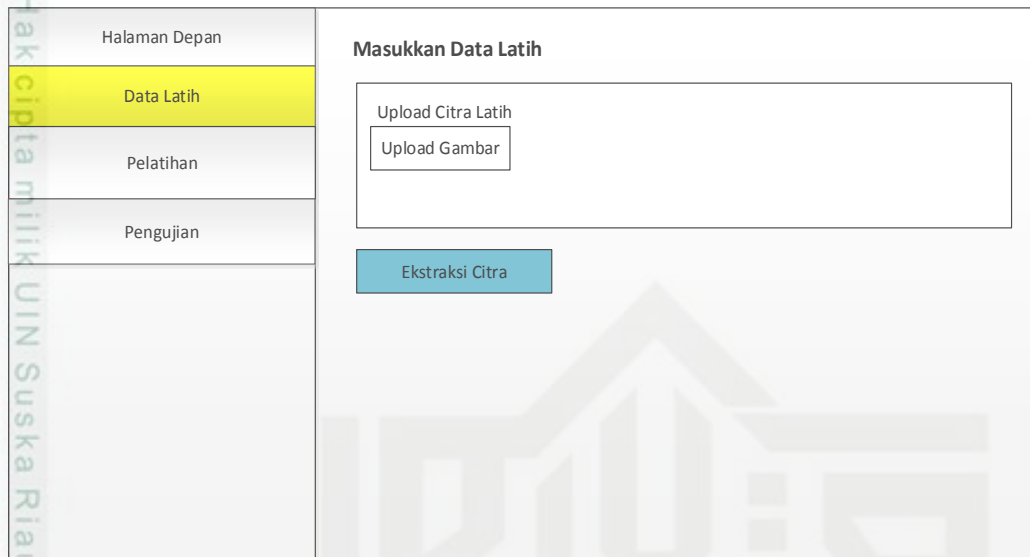 Halaman Depan
Data Latih
Pelatihan
Pengujian
Masukkan Data Latih
Upload Citra Latih
Upload Gambar
Ekstraksi Citra
Hak cipta milik UIN Suska Riau